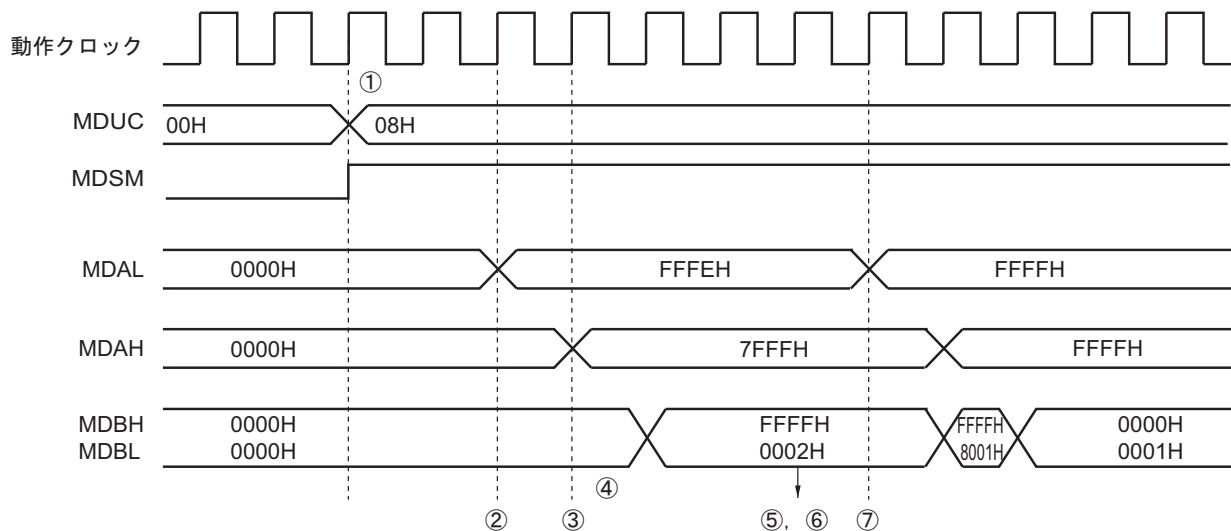 動作クロック
①
MDUC 00H 08H
MDSM
MDAL 0000H FFFEH FFFFH
MDAH 0000H 7FFFH FFFFH
MDBH 0000H FFFFH FFFFH 0000H
MDBL 0000H 0002H 8001H 0001H
④
② ③ ⑤, ⑥ ⑦